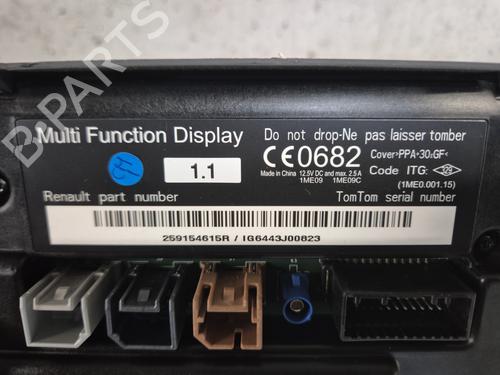 B-PARTS
Multi Function Display
Do not drop-Ne pas laisser tomber
CE0682
Cover>PPA+30%GF<
1.1
Made in China 12.5V DC and max. 2.5 A
1ME09 1ME09C
Code ITG:
(1ME0.001.15)
Renault part number
TomTom serial number
259154615R / IG6443J00823